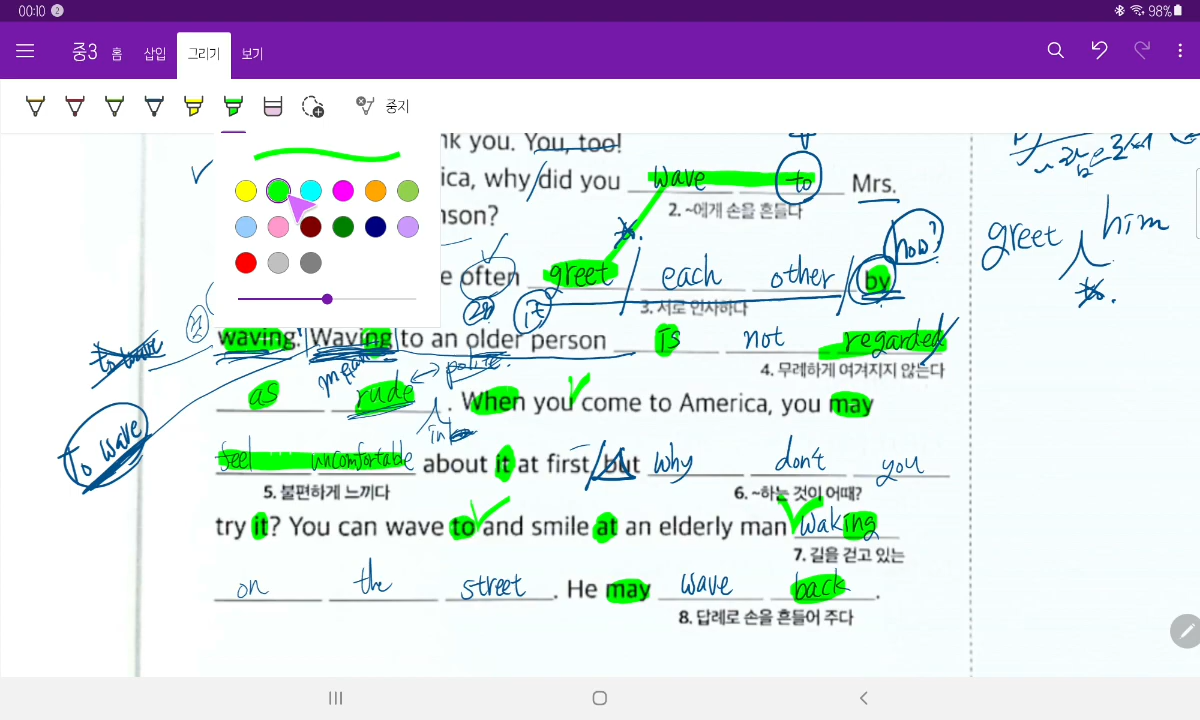 00:10 2 98%
중3 홈 삽입 그리기 보기
중지
nk you. You, too!
ica, why did you wave to Mrs.
2. ~에게 손을 흔들다
nson?
how?
greet him
e often greet each other by
it
3. 서로 인사하다
waving. Waving to an older person is not regarded
to wave
mean
polite.
4. 무례하게 여겨지지 않는다
as rude. When you come to America, you may
To wave
feel uncomfortable about it at first, but why don't you
5. 불편하게 느끼다
6. ~하는 것이 어때?
try it? You can wave to and smile at an elderly man waking
7. 길을 걷고 있는
on the street. He may wave back.
8. 답례로 손을 흔들어 주다